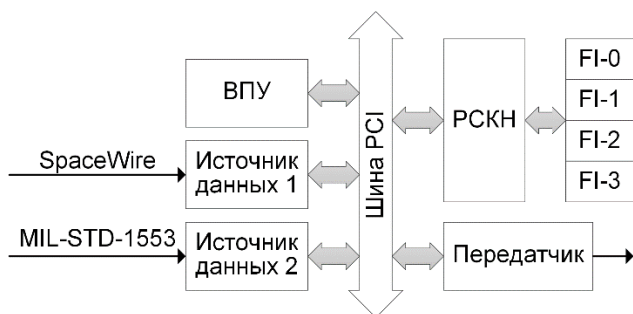 ВПУ
SpaceWire
Источник
данных 1
MIL-STD-1553
Источник
данных 2
Шина PCI
РСКН
FI-0
FI-1
FI-2
FI-3
Передатчик